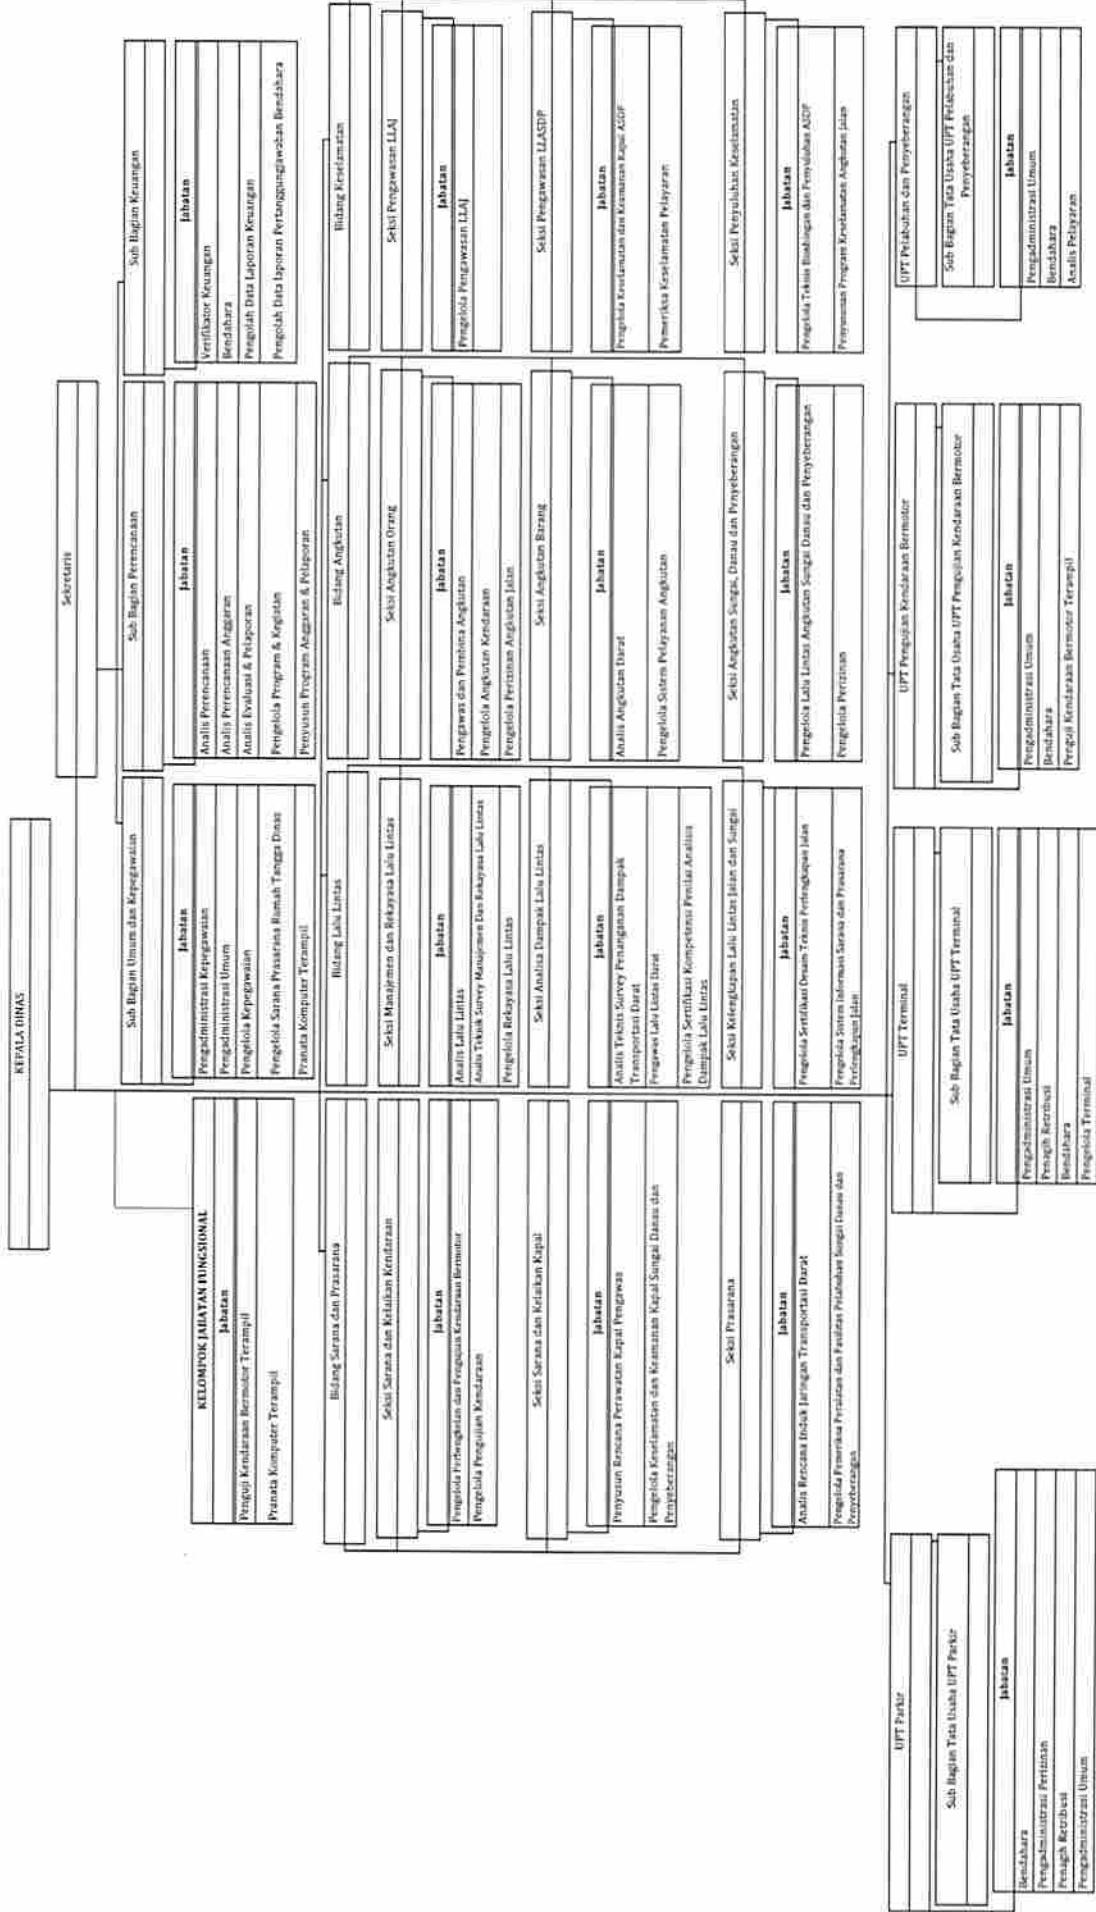 KEPALA DINAS
Sekretaris
KELOMPOK JABATAN FUNGSIONAL
Jabatan
Penguji Kendaraan Bermotor Terampil
Pranata Komputer Terampil
Sub Bagian Umum dan Kepegawaian
Jabatan
Pengadministrasi Kepegawaian
Pengadministrasi Umum
Pengelola Kepegawaian
Pengelola Sarana Prasarana Rumah Tangga Dinas
Pranata Komputer Terampil
Sub Bagian Perencanaan
Jabatan
Analis Perencanaan
Analis Perencanaan Anggaran
Analis Evaluasi & Pelaporan
Pengelola Program & Kegiatan
Penyusun Program Anggaran & Pelaporan
Sub Bagian Keuangan
Jabatan
Verifikator Keuangan
Bendahara
Pengolah Data Laporan Keuangan
Pengolah Data Laporan Pertanggungjawaban Bendahara
Bidang Sarana dan Prasarana
Seksi Sarana dan Kelaikan Kendaraan
Jabatan
Pengelola Perbengkelan dan Pengujian Kendaraan Bermotor
Pengelola Pengujian Kendaraan
Seksi Sarana dan Kelaikan Kapal
Jabatan
Penyusun Rencana Perawatan Kapal Pengawas
Pengelola Keselamatan dan Keamanan Kapal Sungai Danau dan
Penyeberangan
Seksi Prasarana
Jabatan
Analis Rencana Induk Jaringan Transportasi Darat
Pengelola Pemeriksa Peralatan dan Fasilitas Pelabuhan Sungai Danau dan
Penyeberangan
Bidang Lalu Lintas
Seksi Manajemen dan Rekayasa Lalu Lintas
Jabatan
Analis Lalu Lintas
Analis Teknik Survey Manajemen Dan Rekayasa Lalu Lintas
Pengelola Rekayasa Lalu Lintas
Seksi Analisa Dampak Lalu Lintas
Jabatan
Analis Teknis Survey Penanganan Dampak
Transportasi Darat
Pengawas Lalu Lintas Darat
Pengelola Sertifikasi Kompetensi Penilai Analisis
Dampak Lalu Lintas
Seksi Kelengkapan Lalu Lintas Jalan dan Sungai
Jabatan
Pengelola Sertifikasi Desain Teknis Perlengkapan Jalan
Pengelola Sistem Informasi Sarana dan Prasarana
Perlengkapan Jalan
Bidang Angkutan
Seksi Angkutan Orang
Jabatan
Pengawas dan Pembina Angkutan
Pengelola Angkutan Kendaraan
Pengelola Perizinan Angkutan Jalan
Seksi Angkutan Barang
Jabatan
Analis Angkutan Darat
Pengelola Sistem Pelayanan Angkutan
Seksi Angkutan Sungai, Danau dan Penyeberangan
Jabatan
Pengelola Lalu Lintas Angkutan Sungai Danau dan Penyeberangan
Pengelola Perizinan
Bidang Keselamatan
Seksi Pengawasan LLAJ
Jabatan
Pengelola Pengawasan LLAJ
Seksi Pengawasan LLASDP
Jabatan
Pengelola Keselamatan dan Keamanan Kapal ASDP
Pemeriksa Keselamatan Pelayaran
Seksi Penyuluhan Keselamatan
Jabatan
Pengelola Teknis Bimbingan dan Penyuluhan ASDP
Penyusunan Program Keselamatan Angkutan Jalan
UPT Parkir
Sub Bagian Tata Usaha UPT Parkir
Jabatan
Bendahara
Pengadministrasi Perizinan
Penagih Retribusi
Pengadministrasi Umum
UPT Terminal
Sub Bagian Tata Usaha UPT Terminal
Jabatan
Pengadministrasi Umum
Penagih Retribusi
Bendahara
Pengelola Terminal
UPT Pengujian Kendaraan Bermotor
Sub Bagian Tata Usaha UPT Pengujian Kendaraan Bermotor
Jabatan
Pengadministrasi Umum
Bendahara
Penguji Kendaraan Bermotor Terampil
UPT Pelabuhan dan Penyeberangan
Sub Bagian Tata Usaha UPT Pelabuhan dan
Penyeberangan
Jabatan
Pengadministrasi Umum
Bendahara
Analis Pelayaran